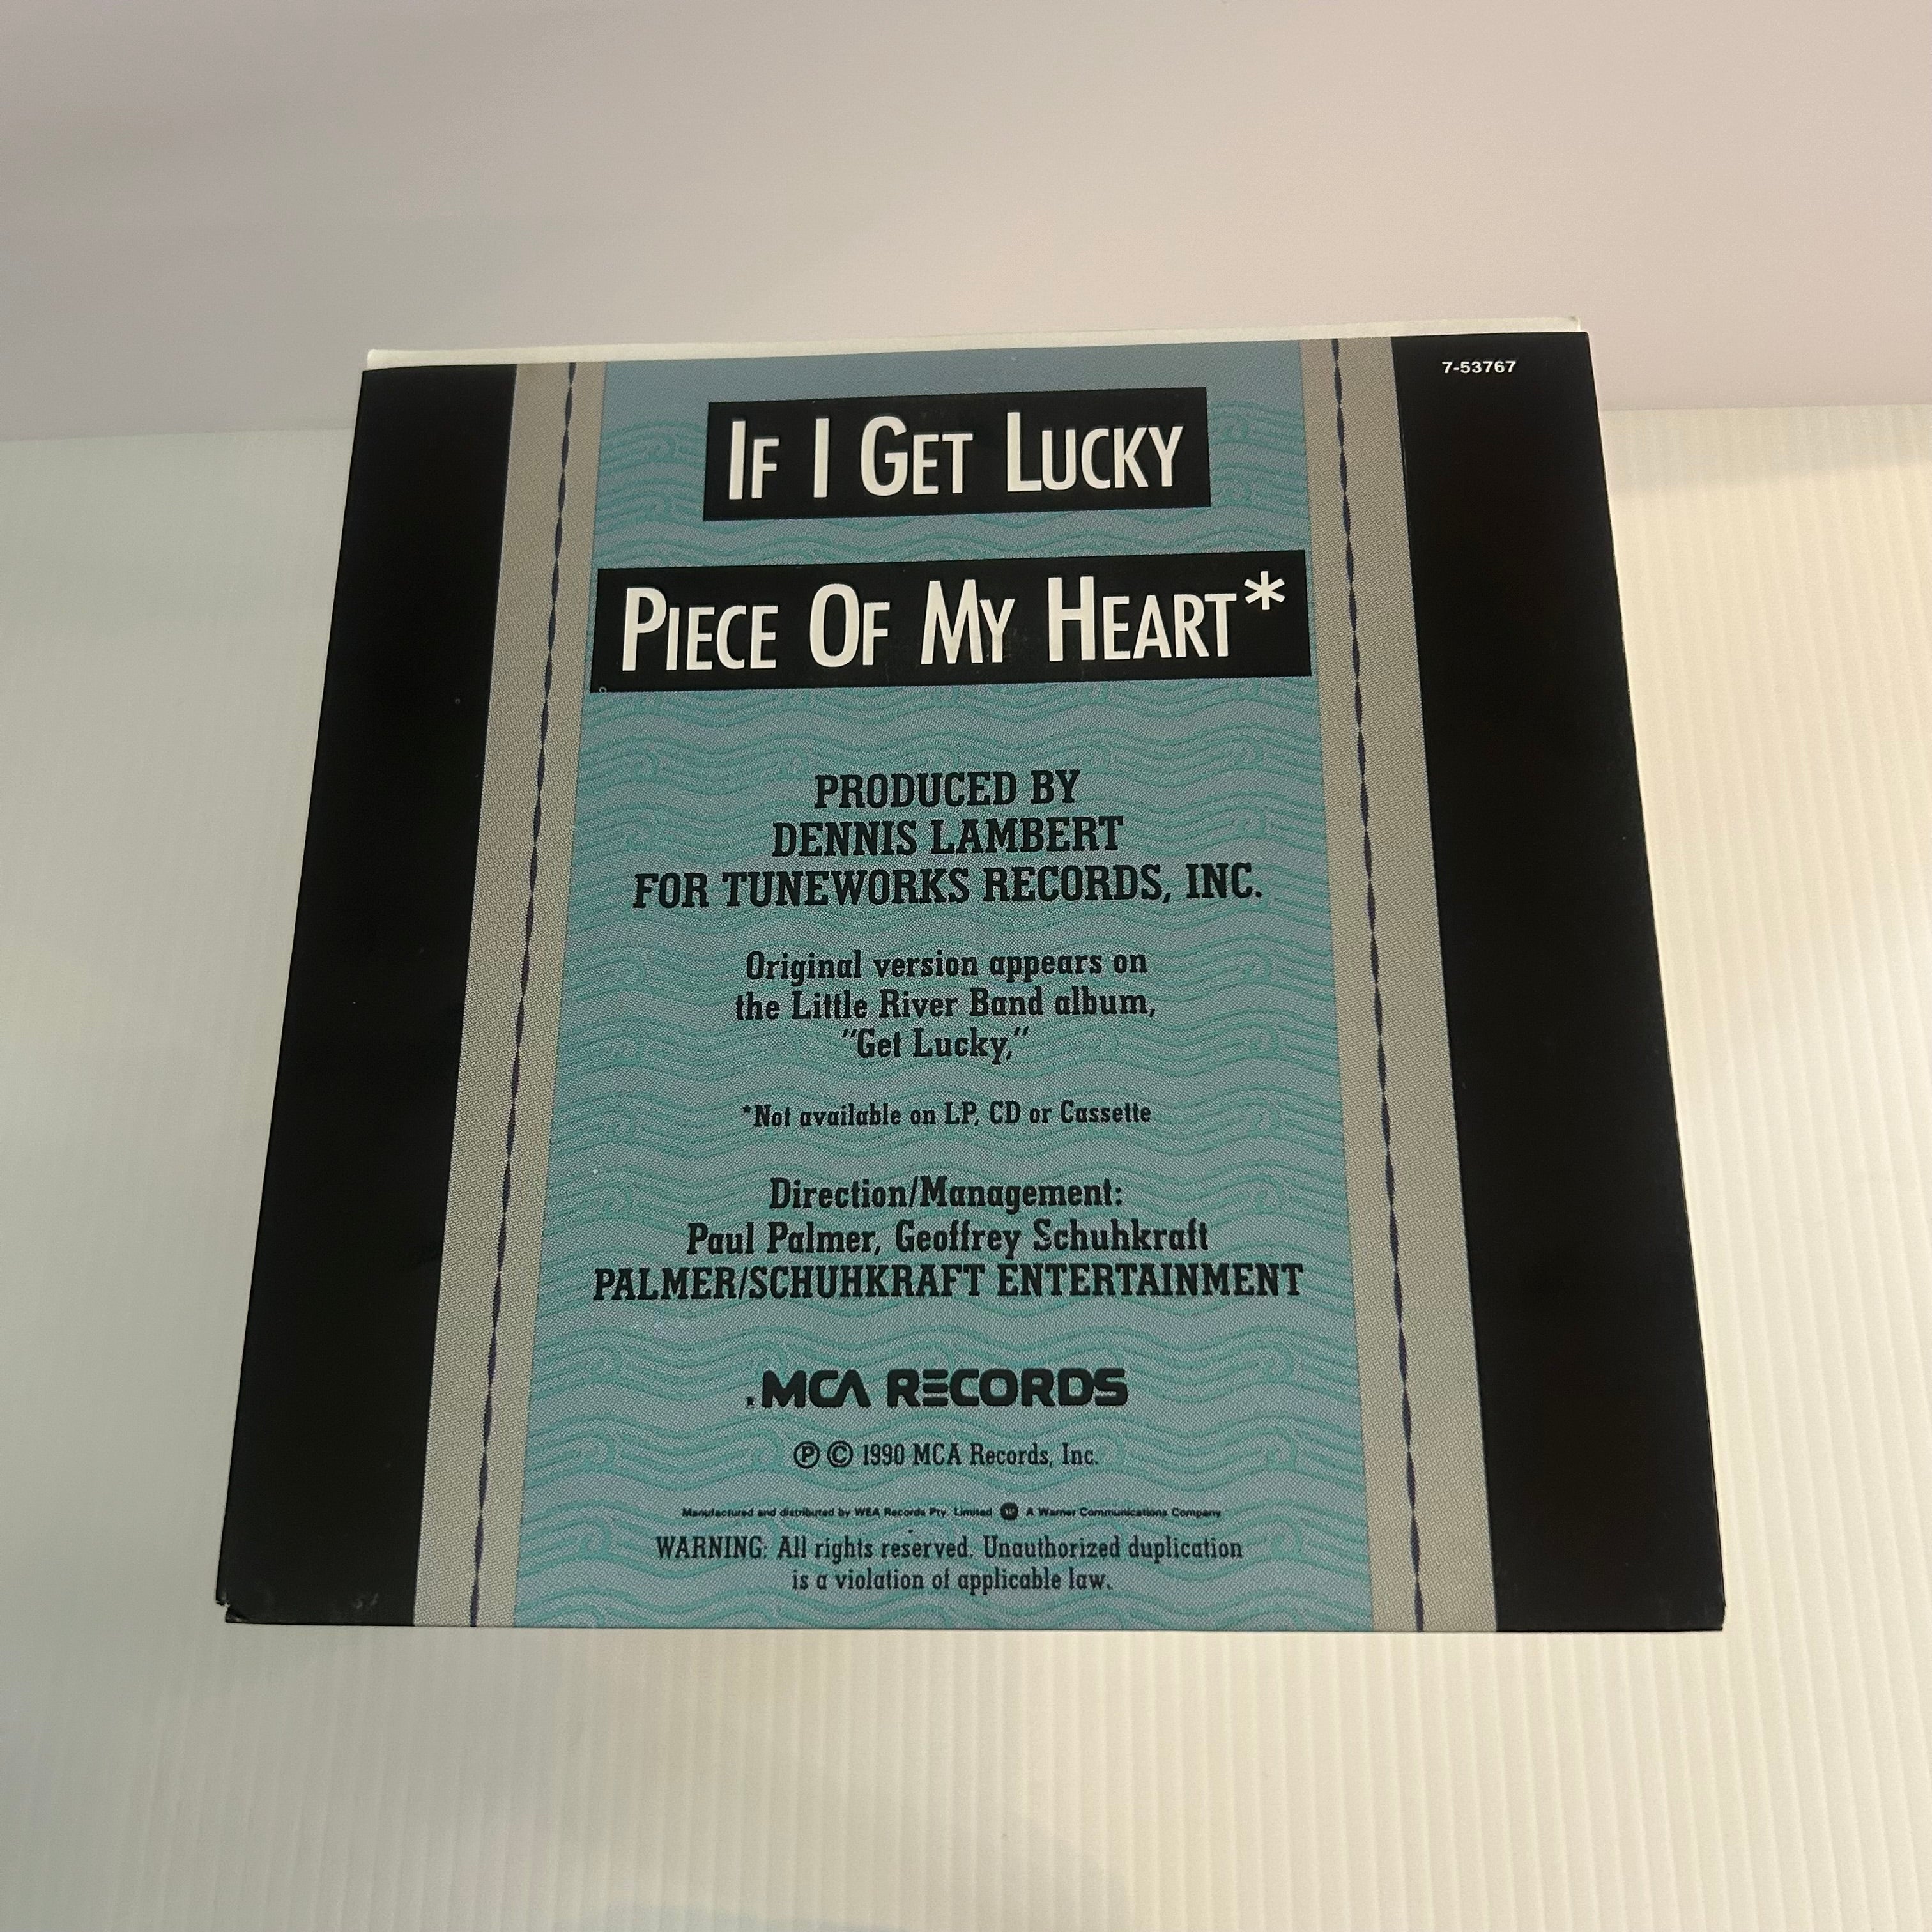 7-53767
IF I GET LUCKY
PIECE OF MY HEART*
PRODUCED BY
DENNIS LAMBERT
FOR TUNEWORKS RECORDS, INC.
Original version appears on
the Little River Band album,
"Get Lucky,"
*Not available on LP, CD or Cassette
Direction/Management:
Paul Palmer, Geoffrey Schuhkraft
PALMER/SCHUHKRAFT ENTERTAINMENT
MCA RECORDS
℗ © 1990 MCA Records, Inc.
Manufactured and distributed by WEA Records Pty. Limited W A Warner Communications Company
WARNING: All rights reserved. Unauthorized duplication
is a violation of applicable law.